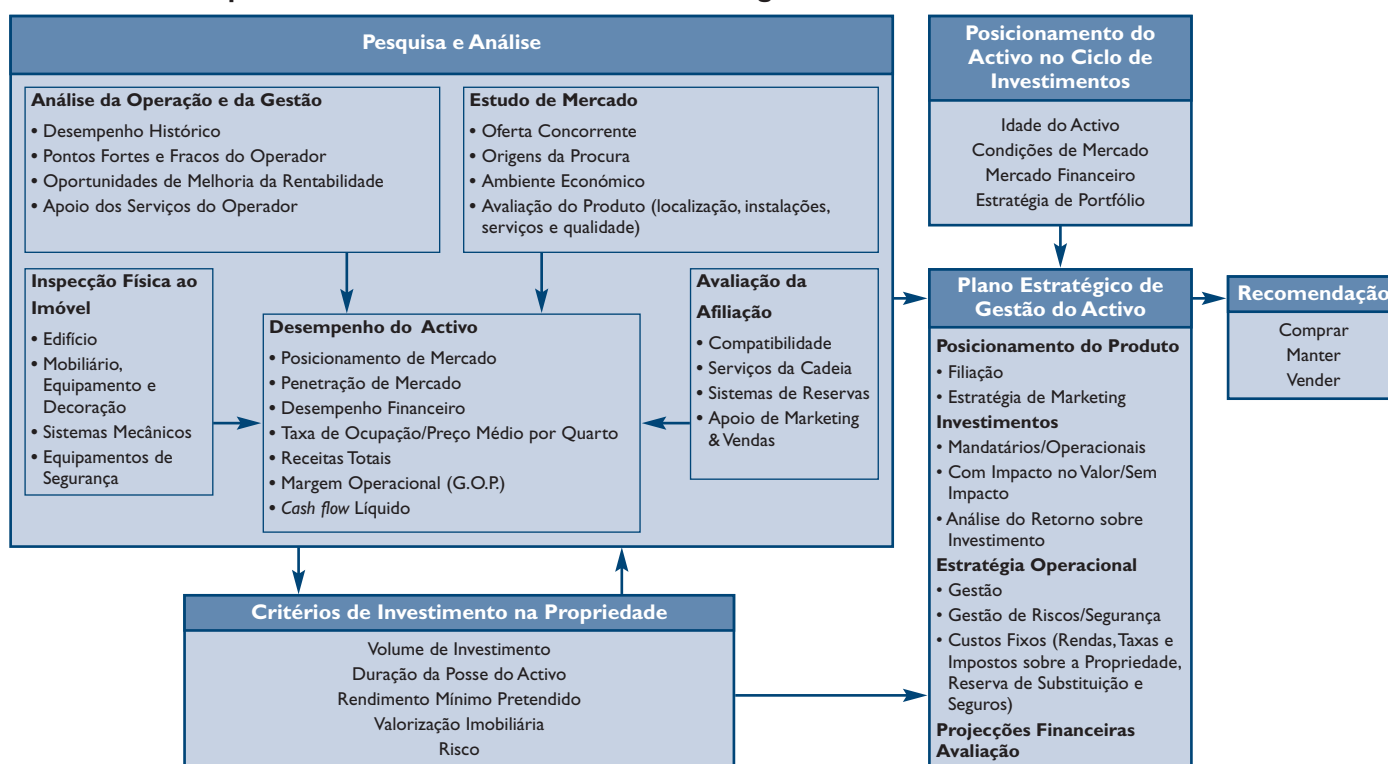 Pesquisa e Análise
Análise da Operação e da Gestão
• Desempenho Histórico
• Pontos Fortes e Fracos do Operador
• Oportunidades de Melhoria da Rentabilidade
• Apoio dos Serviços do Operador
Estudo de Mercado
• Oferta Concorrente
• Origens da Procura
• Ambiente Económico
• Avaliação do Produto (localização, instalações,
serviços e qualidade)
Inspecção Física ao
Imóvel
• Edifício
• Mobiliário,
Equipamento e
Decoração
• Sistemas Mecânicos
• Equipamentos de
Segurança
Desempenho do Activo
• Posicionamento de Mercado
• Penetração de Mercado
• Desempenho Financeiro
• Taxa de Ocupação/Preço Médio por Quarto
• Receitas Totais
• Margem Operacional (G.O.P.)
• Cash flow Líquido
Avaliação da
Afiliação
• Compatibilidade
• Serviços da Cadeia
• Sistemas de Reservas
• Apoio de Marketing
& Vendas
Critérios de Investimento na Propriedade
Volume de Investimento
Duração da Posse do Activo
Rendimento Mínimo Pretendido
Valorização Imobiliária
Risco
Posicionamento do
Activo no Ciclo de
Investimentos
Idade do Activo
Condições de Mercado
Mercado Financeiro
Estratégia de Portfólio
Plano Estratégico de
Gestão do Activo
Posicionamento do Produto
• Filiação
• Estratégia de Marketing
Investimentos
• Mandatários/Operacionais
• Com Impacto no Valor/Sem
Impacto
• Análise do Retorno sobre
Investimento
Estratégia Operacional
• Gestão
• Gestão de Riscos/Segurança
• Custos Fixos (Rendas, Taxas e
Impostos sobre a Propriedade,
Reserva de Substituição e
Seguros)
Projecções Financeiras
Avaliação
Recomendação
Comprar
Manter
Vender